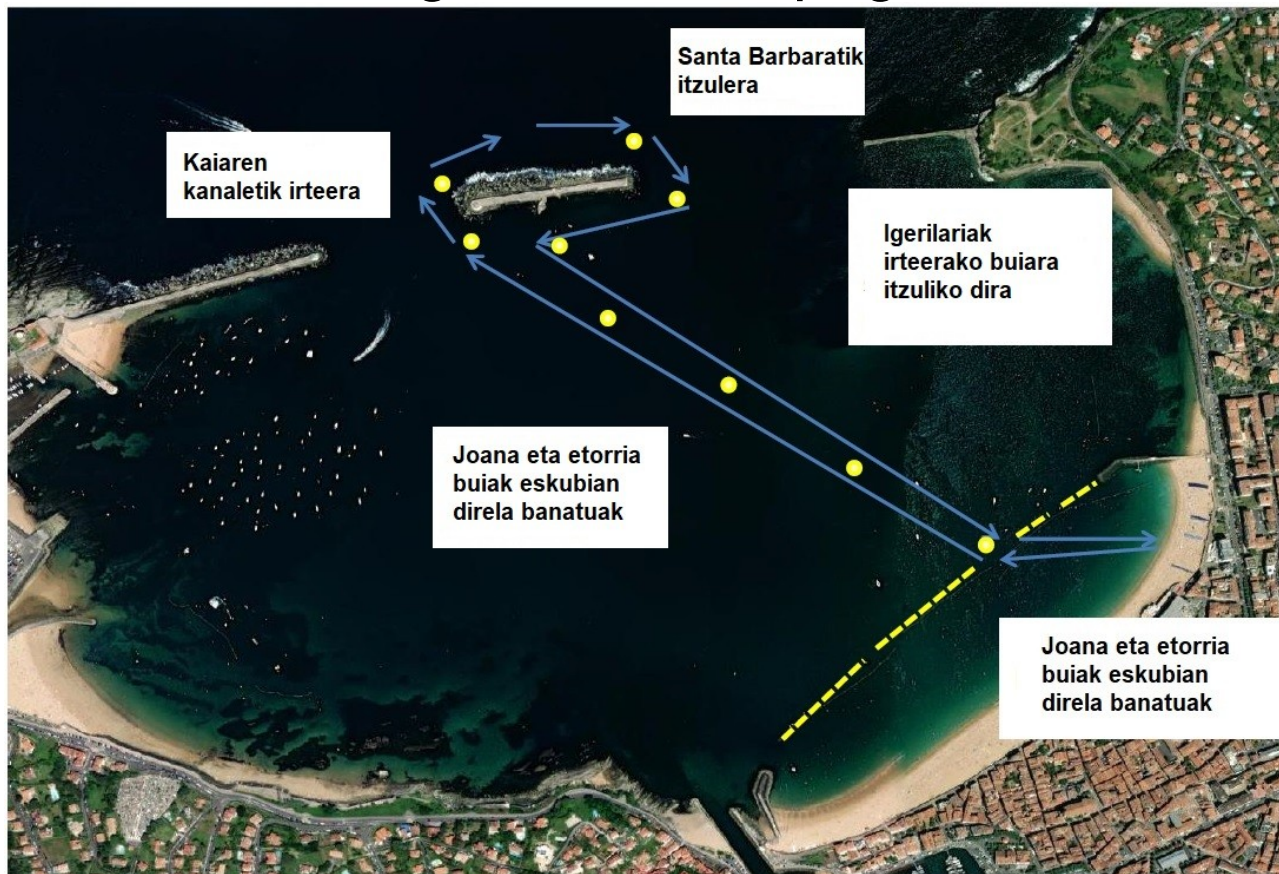 Santa Barbaratik
itzulera
Kaiaren
kanaletik irteera
Igerilariak
irteerako buiara
itzuliko dira
Joana eta etorria
buiak eskubian
direla banatuak
Joana eta etorria
buiak eskubian
direla banatuak